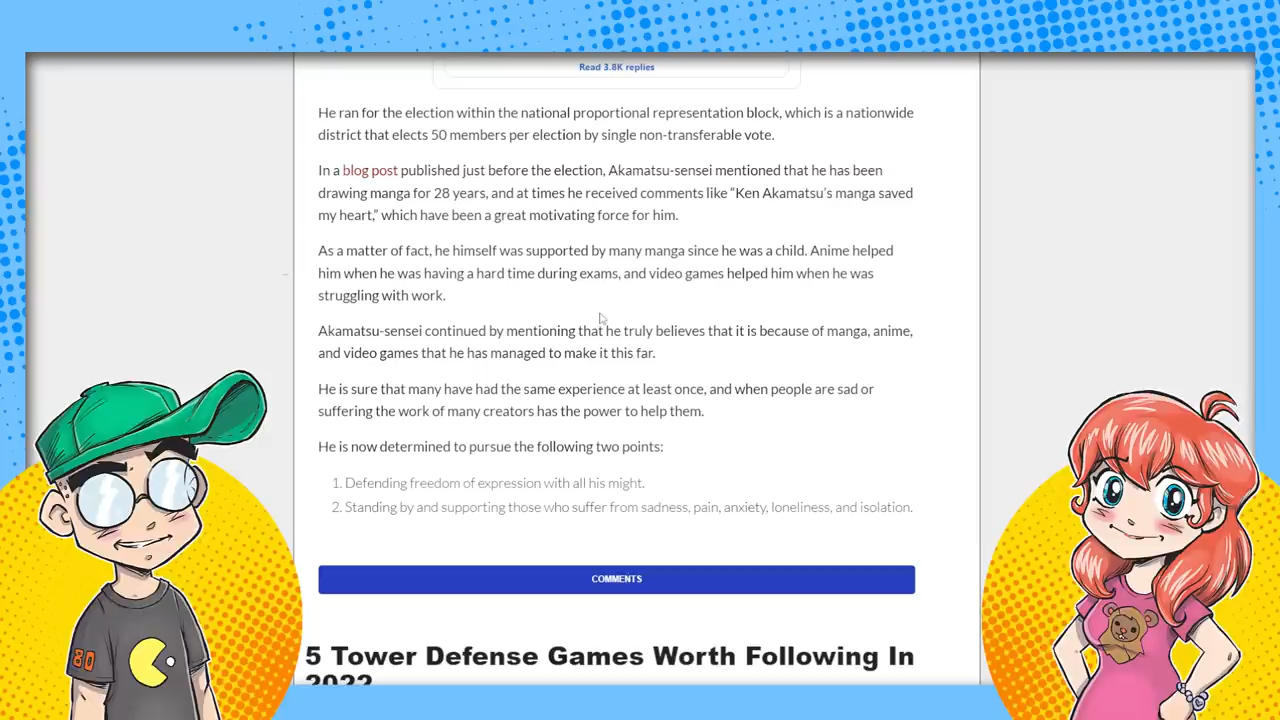 Read 3.8K replies
He ran for the election within the national proportional representation block, which is a nationwide
district that elects 50 members per election by single non-transferable vote.
In a blog post published just before the election, Akamatsu-sensei mentioned that he has been
drawing manga for 28 years, and at times he received comments like “Ken Akamatsu’s manga saved
my heart,” which have been a great motivating force for him.
As a matter of fact, he himself was supported by many manga since he was a child. Anime helped
him when he was having a hard time during exams, and video games helped him when he was
struggling with work.
Akamatsu-sensei continued by mentioning that he truly believes that it is because of manga, anime,
and video games that he has managed to make it this far.
He is sure that many have had the same experience at least once, and when people are sad or
suffering the work of many creators has the power to help them.
He is now determined to pursue the following two points:
1. Defending freedom of expression with all his might.
2. Standing by and supporting those who suffer from sadness, pain, anxiety, loneliness, and isolation.
COMMENTS
5 Tower Defense Games Worth Following In
2022
80